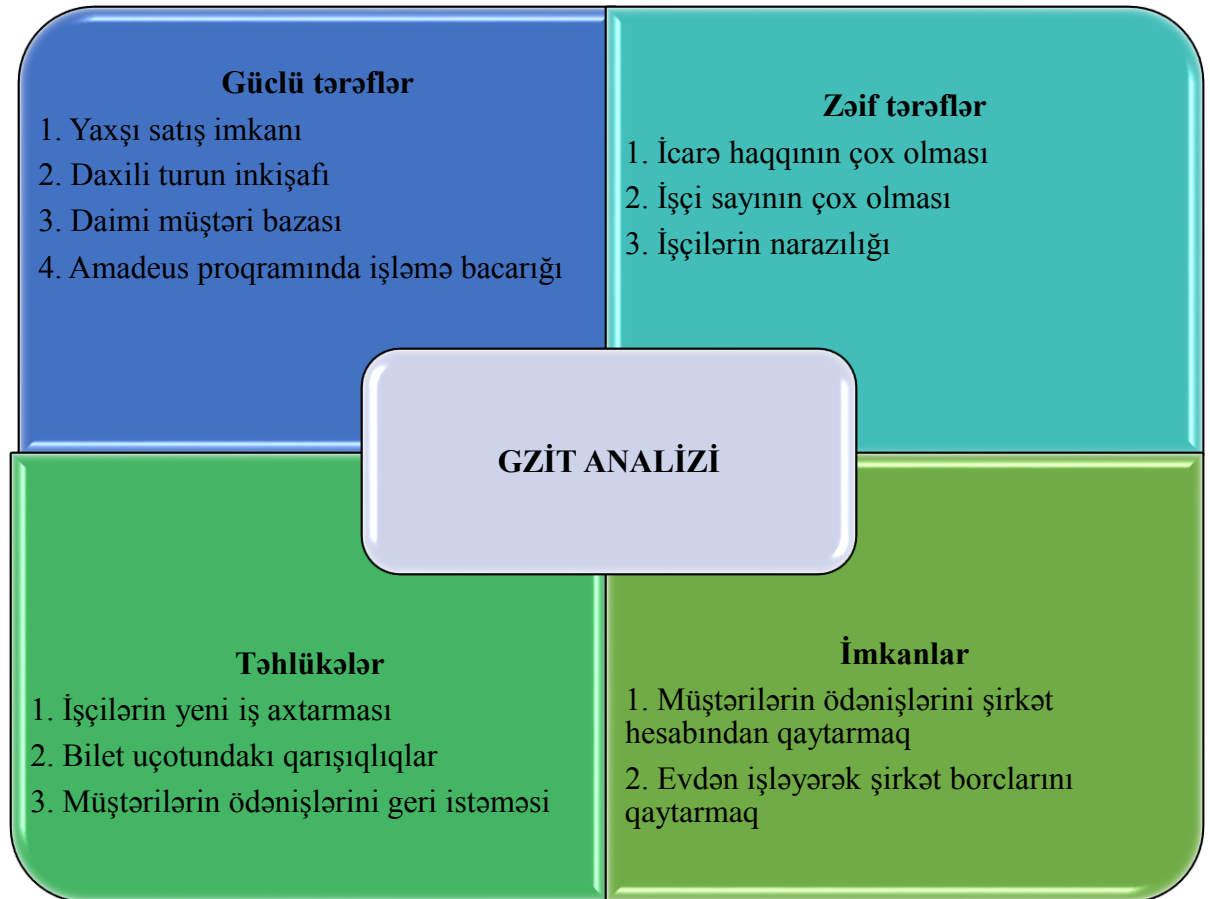 Güclü tərəflər
1. Yaxşı satış imkanı
2. Daxili turun inkişafı
3. Daimi müştəri bazası
4. Amadeus proqramında işləmə bacarığı
Zəif tərəflər
1. İcarə haqqının çox olması
2. İşçi sayının çox olması
3. İşçilərin narazılığı
GZİT ANALİZİ
Təhlükələr
1. İşçilərin yeni iş axtarması
2. Bilet uçotundakı qarışıqlıqlar
3. Müştərilərin ödənişlərini geri istəməsi
İmkanlar
1. Müştərilərin ödənişlərini şirkət
hesabından qaytarmaq
2. Evdən işləyərək şirkət borclarını
qaytarmaq